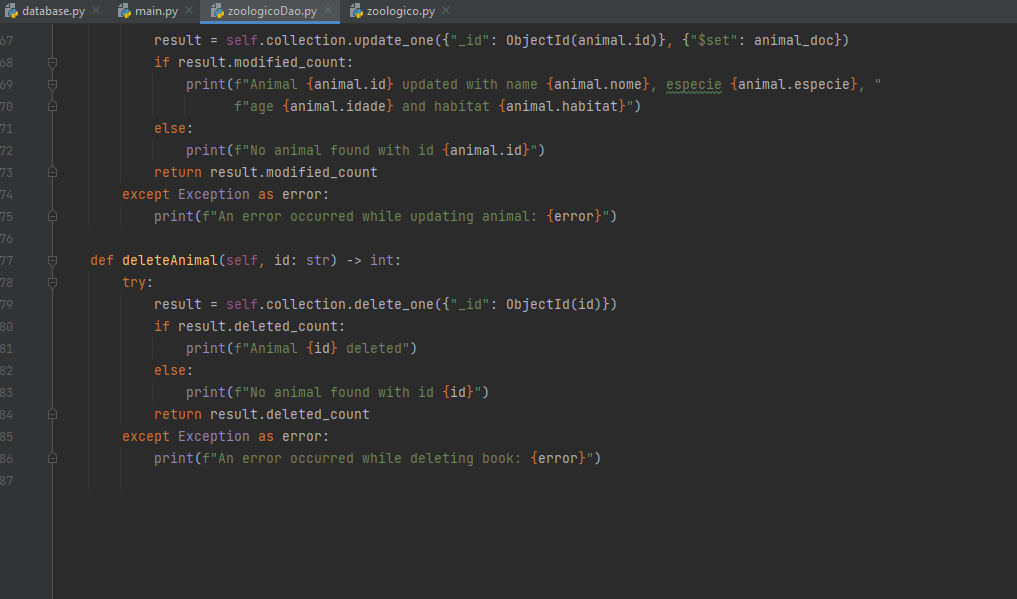 database.py main.py zoologicoDao.py zoologico.py
67 result = self.collection.update_one({"_id": ObjectId(animal.id)}, {"$set": animal_doc})
68 if result.modified_count:
69 print(f"Animal {animal.id} updated with name {animal.nome}, especie {animal.especie}, "
70 f"age {animal.idade} and habitat {animal.habitat}")
71 else:
72 print(f"No animal found with id {animal.id}")
73 return result.modified_count
74 except Exception as error:
75 print(f"An error occurred while updating animal: {error}")
76
77 def deleteAnimal(self, id: str) -> int:
78 try:
79 result = self.collection.delete_one({"_id": ObjectId(id)})
80 if result.deleted_count:
81 print(f"Animal {id} deleted")
82 else:
83 print(f"No animal found with id {id}")
84 return result.deleted_count
85 except Exception as error:
86 print(f"An error occurred while deleting book: {error}")
87